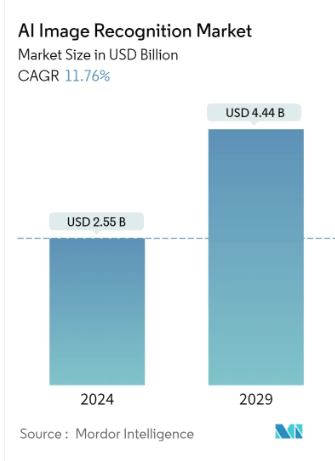 AI Image Recognition Market
Market Size in USD Billion
CAGR 11.76%
USD 4.44 B
USD 2.55 B
2024 2029
Source : Mordor Intelligence